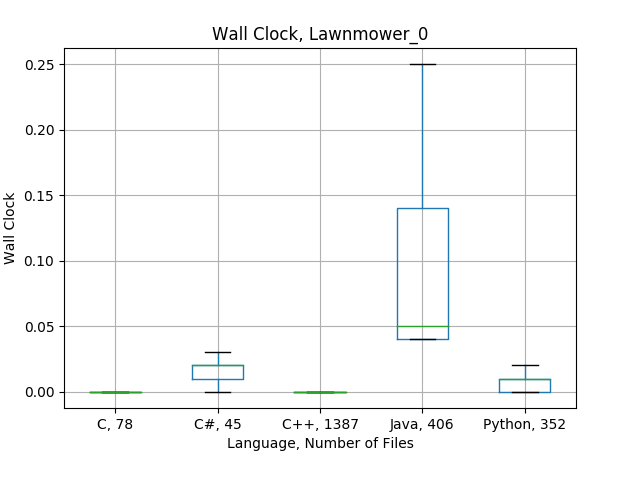 Wall Clock, Lawnmower_0
0.25
0.20
0.15
0.10
0.05
0.00
Wall Clock
C, 78
C#, 45
C++, 1387
Java, 406
Python, 352
Language, Number of Files